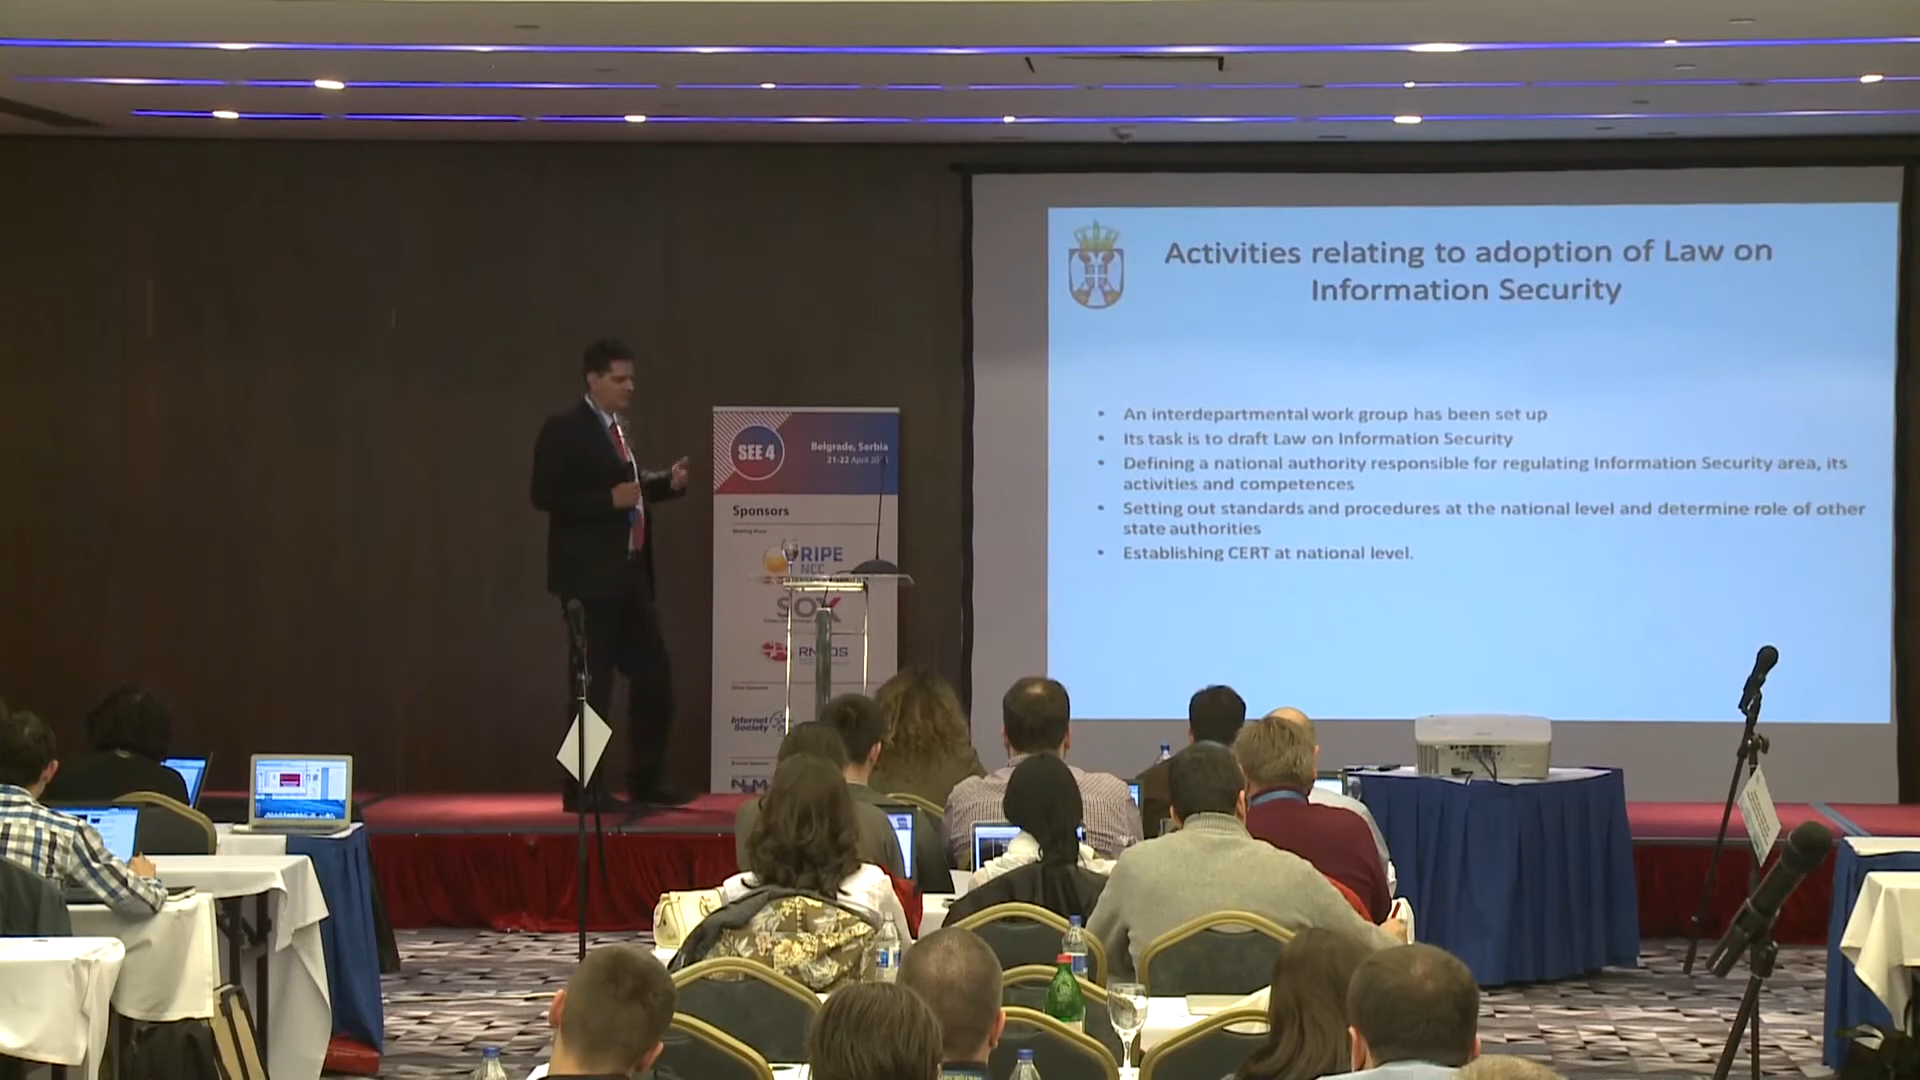 SEE 4
Belgrade, Serbia
21-22 April
Sponsors
RIPE
NCC
SOX
Internet
Society
Activities relating to adoption of Law on
Information Security
• An interdepartmental work group has been set up
• Its task is to draft Law on Information Security
• Defining a national authority responsible for regulating Information Security area, its
activities and competences
• Setting out standards and procedures at the national level and determine role of other
state authorities
• Establishing CERT at national level.